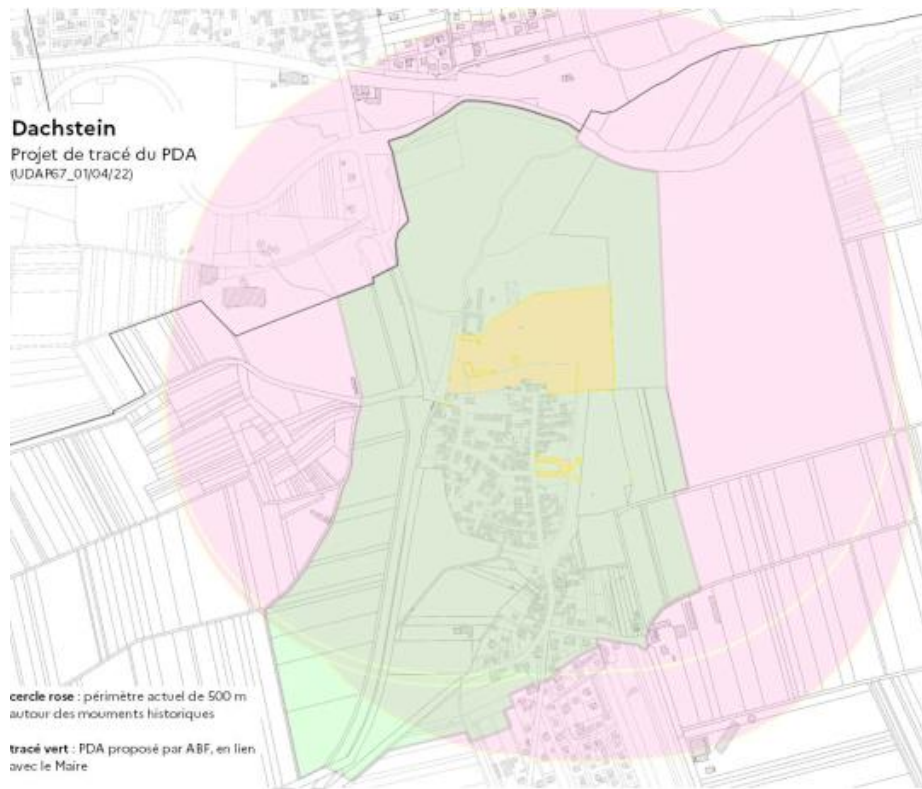 Dachstein
Projet de tracé du PDA
(UDAP67_01/04/22)
cercle rose : périmètre actuel de 500 m
autour des mouments historiques
tracé vert : PDA proposé par ABF, en lien
avec le Maire